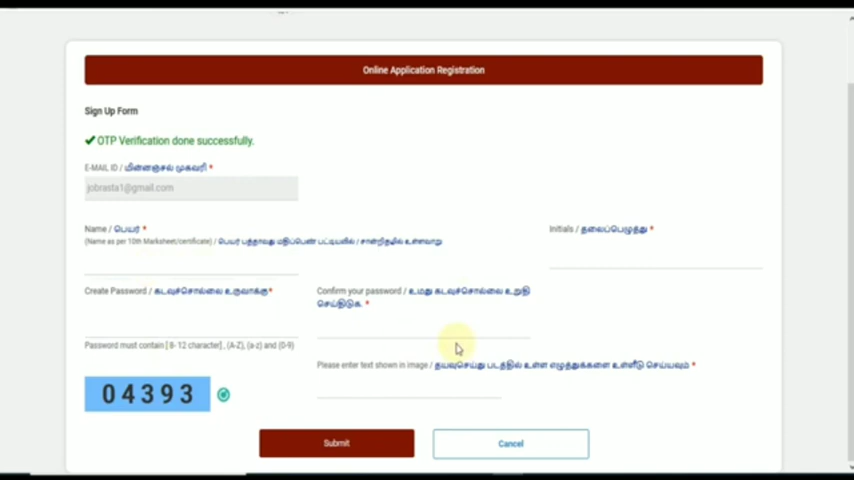 Online Application Registration
Sign Up Form
OTP Verification done successfully.
E-MAIL ID / மின்னஞ்சல் முகவரி *
jobrasta1@gmail.com
Name / பெயர் *
Initials / தலைப்பெழுத்து *
(Name as per 10th Marksheet/certificate) / பெயர் பத்தாவது மதிப்பெண் பட்டியலில் / சான்றிதழில் உள்ளவாறு
Create Password / கடவுச்சொல்லை உருவாக்கு*
Confirm your password / உமது கடவுச்சொல்லை உறுதி
செய்திடுக. *
Password must contain [ 8- 12 character] , (A-Z), (a-z) and (0-9)
Please enter text shown in image / தயவுசெய்து படத்தில் உள்ள எழுத்துக்களை உள்ளீடு செய்யவும் *
04393
Submit
Cancel